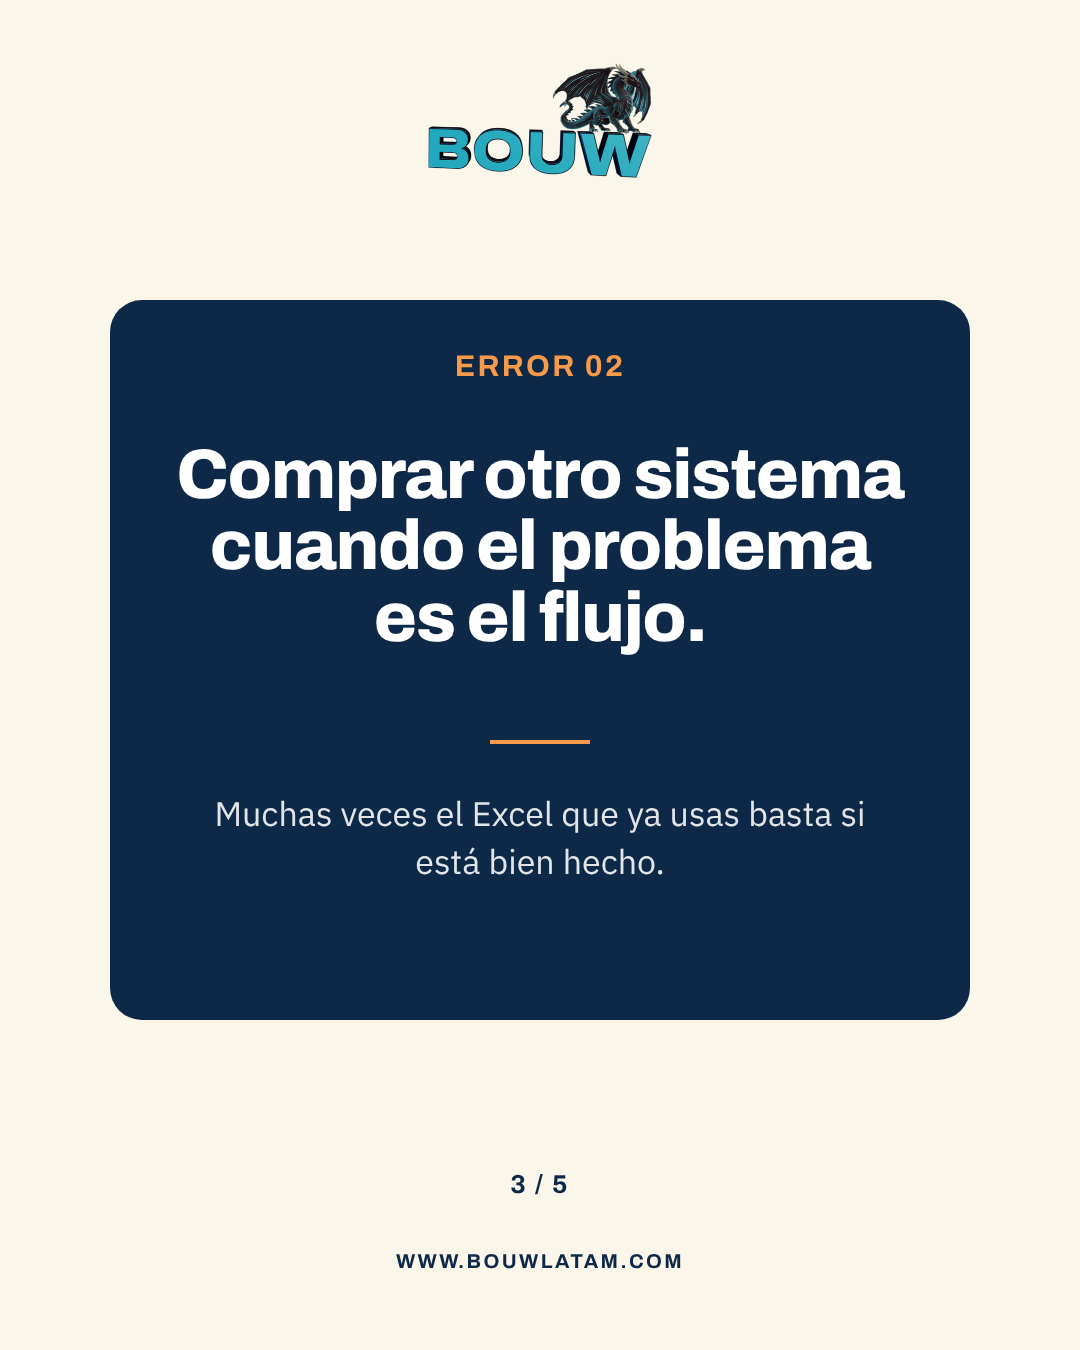 BOUW
ERROR 02
Comprar otro sistema
cuando el problema
es el flujo.
Muchas veces el Excel que ya usas basta si
está bien hecho.
3 / 5
WWW.BOUWLATAM.COM